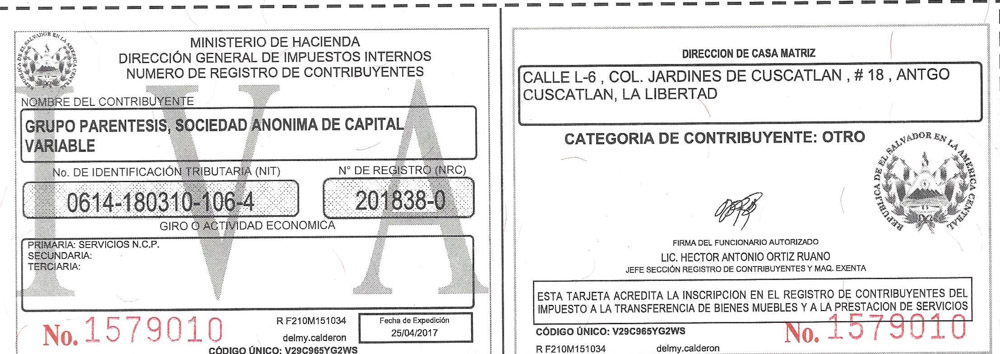 MINISTERIO DE HACIENDA
DIRECCIÓN GENERAL DE IMPUESTOS INTERNOS
NUMERO DE REGISTRO DE CONTRIBUYENTES
IVA
NOMBRE DEL CONTRIBUYENTE
GRUPO PARENTESIS, SOCIEDAD ANONIMA DE CAPITAL
VARIABLE
No. DE IDENTIFICACIÓN TRIBUTARIA (NIT)
N° DE REGISTRO (NRC)
0614-180310-106-4
201838-0
GIRO O ACTIVIDAD ECONOMICA
PRIMARIA: SERVICIOS N.C.P.
SECUNDARIA:
TERCIARIA:
No. 1579010
R F210M151034
delmy.calderon
Fecha de Expedición
25/04/2017
CÓDIGO ÚNICO: V29C965YG2WS
DIRECCION DE CASA MATRIZ
CALLE L-6 , COL. JARDINES DE CUSCATLAN , # 18 , ANTGO
CUSCATLAN, LA LIBERTAD
CATEGORIA DE CONTRIBUYENTE: OTRO
REPUBLICA DE EL SALVADOR EN LA AMERICA CENTRAL
FIRMA DEL FUNCIONARIO AUTORIZADO
LIC. HECTOR ANTONIO ORTIZ RUANO
JEFE SECCIÓN REGISTRO DE CONTRIBUYENTES Y MAQ. EXENTA
ESTA TARJETA ACREDITA LA INSCRIPCION EN EL REGISTRO DE CONTRIBUYENTES DEL
IMPUESTO A LA TRANSFERENCIA DE BIENES MUEBLES Y A LA PRESTACION DE SERVICIOS
CÓDIGO ÚNICO: V29C965YG2WS
No. 1579010
R F210M151034
delmy.calderon